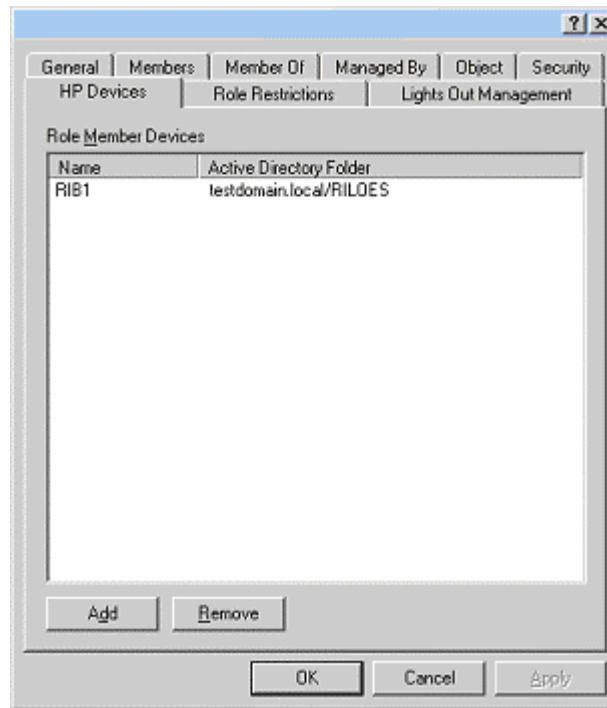 ? ×
General Members Member Of Managed By Object Security
HP Devices Role Restrictions Lights Out Management
Role Member Devices
Name Active Directory Folder
RIB1 testdomain.local/RILOES
Add Remove
OK Cancel Apply